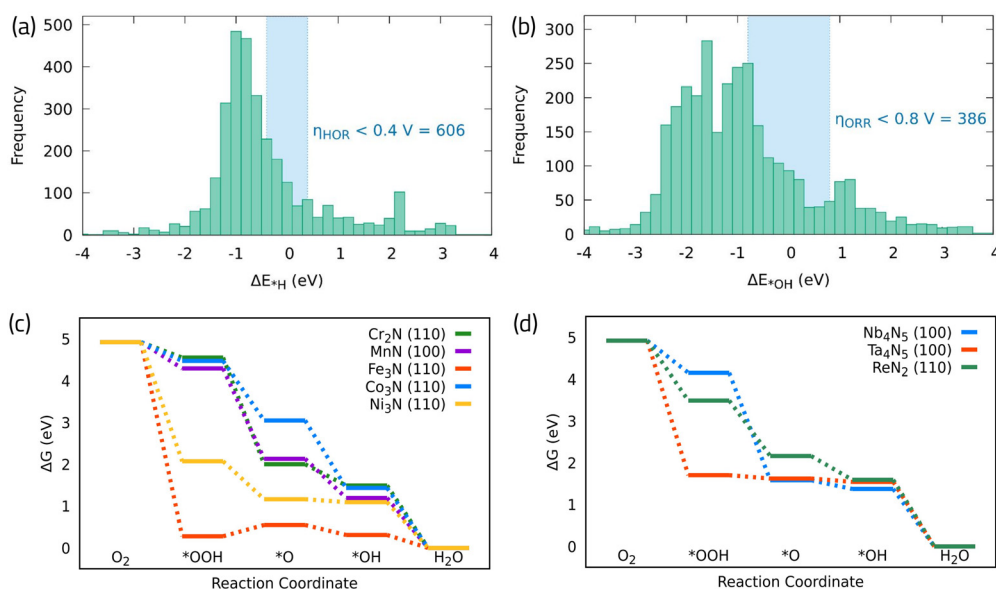 (a)
500
400
300
200
100
0
Frequency
η_HOR < 0.4 V = 606
-4 -3 -2 -1 0 1 2 3 4
ΔE*H (eV)
(b)
300
250
200
150
100
50
0
Frequency
η_ORR < 0.8 V = 386
-4 -3 -2 -1 0 1 2 3 4
ΔE*OH (eV)
(c)
5
4
3
2
1
0
ΔG (eV)
Cr₂N (110)
MnN (100)
Fe₃N (110)
Co₃N (110)
Ni₃N (110)
O₂ *OOH *O *OH H₂O
Reaction Coordinate
(d)
5
4
3
2
1
0
ΔG (eV)
Nb₄N₅ (100)
Ta₄N₅ (100)
ReN₂ (110)
O₂ *OOH *O *OH H₂O
Reaction Coordinate